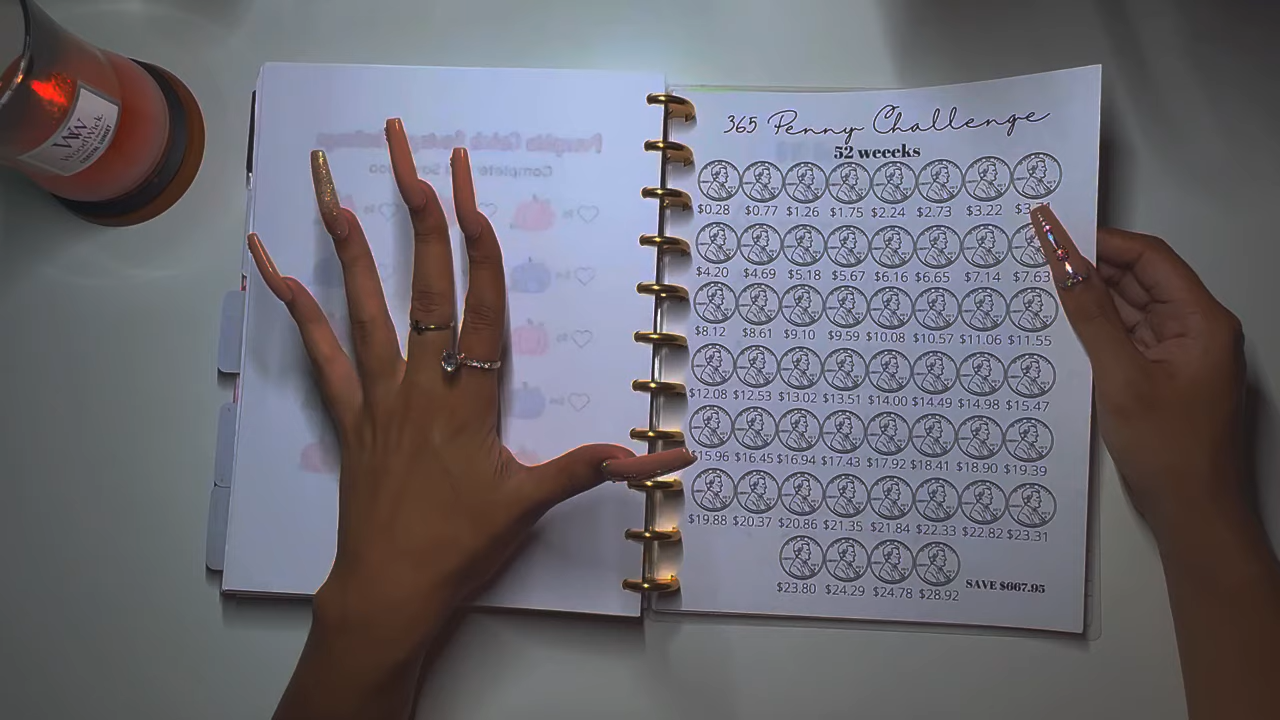 365 Penny Challenge
52 weeeks
$0.28 $0.77 $1.26 $1.75 $2.24 $2.73 $3.22
$4.20 $4.69 $5.18 $5.67 $6.16 $6.65 $7.14 $7.63
$8.12 $8.61 $9.10 $9.59 $10.08 $10.57 $11.06 $11.55
$12.08 $12.53 $13.02 $13.51 $14.00 $14.49 $14.98 $15.47
$15.96 $16.45 $16.94 $17.43 $17.92 $18.41 $18.90 $19.39
$19.88 $20.37 $20.86 $21.35 $21.84 $22.33 $22.82 $23.31
$23.80 $24.29 $24.78 $28.92
SAVE $667.95
WW
WoodWick